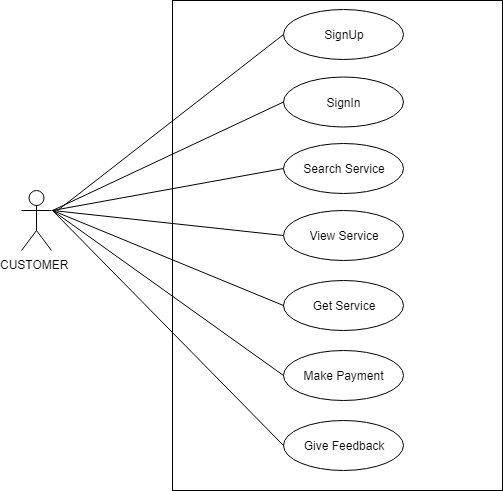 SignUp
SignIn
Search Service
View Service
CUSTOMER
Get Service
Make Payment
Give Feedback